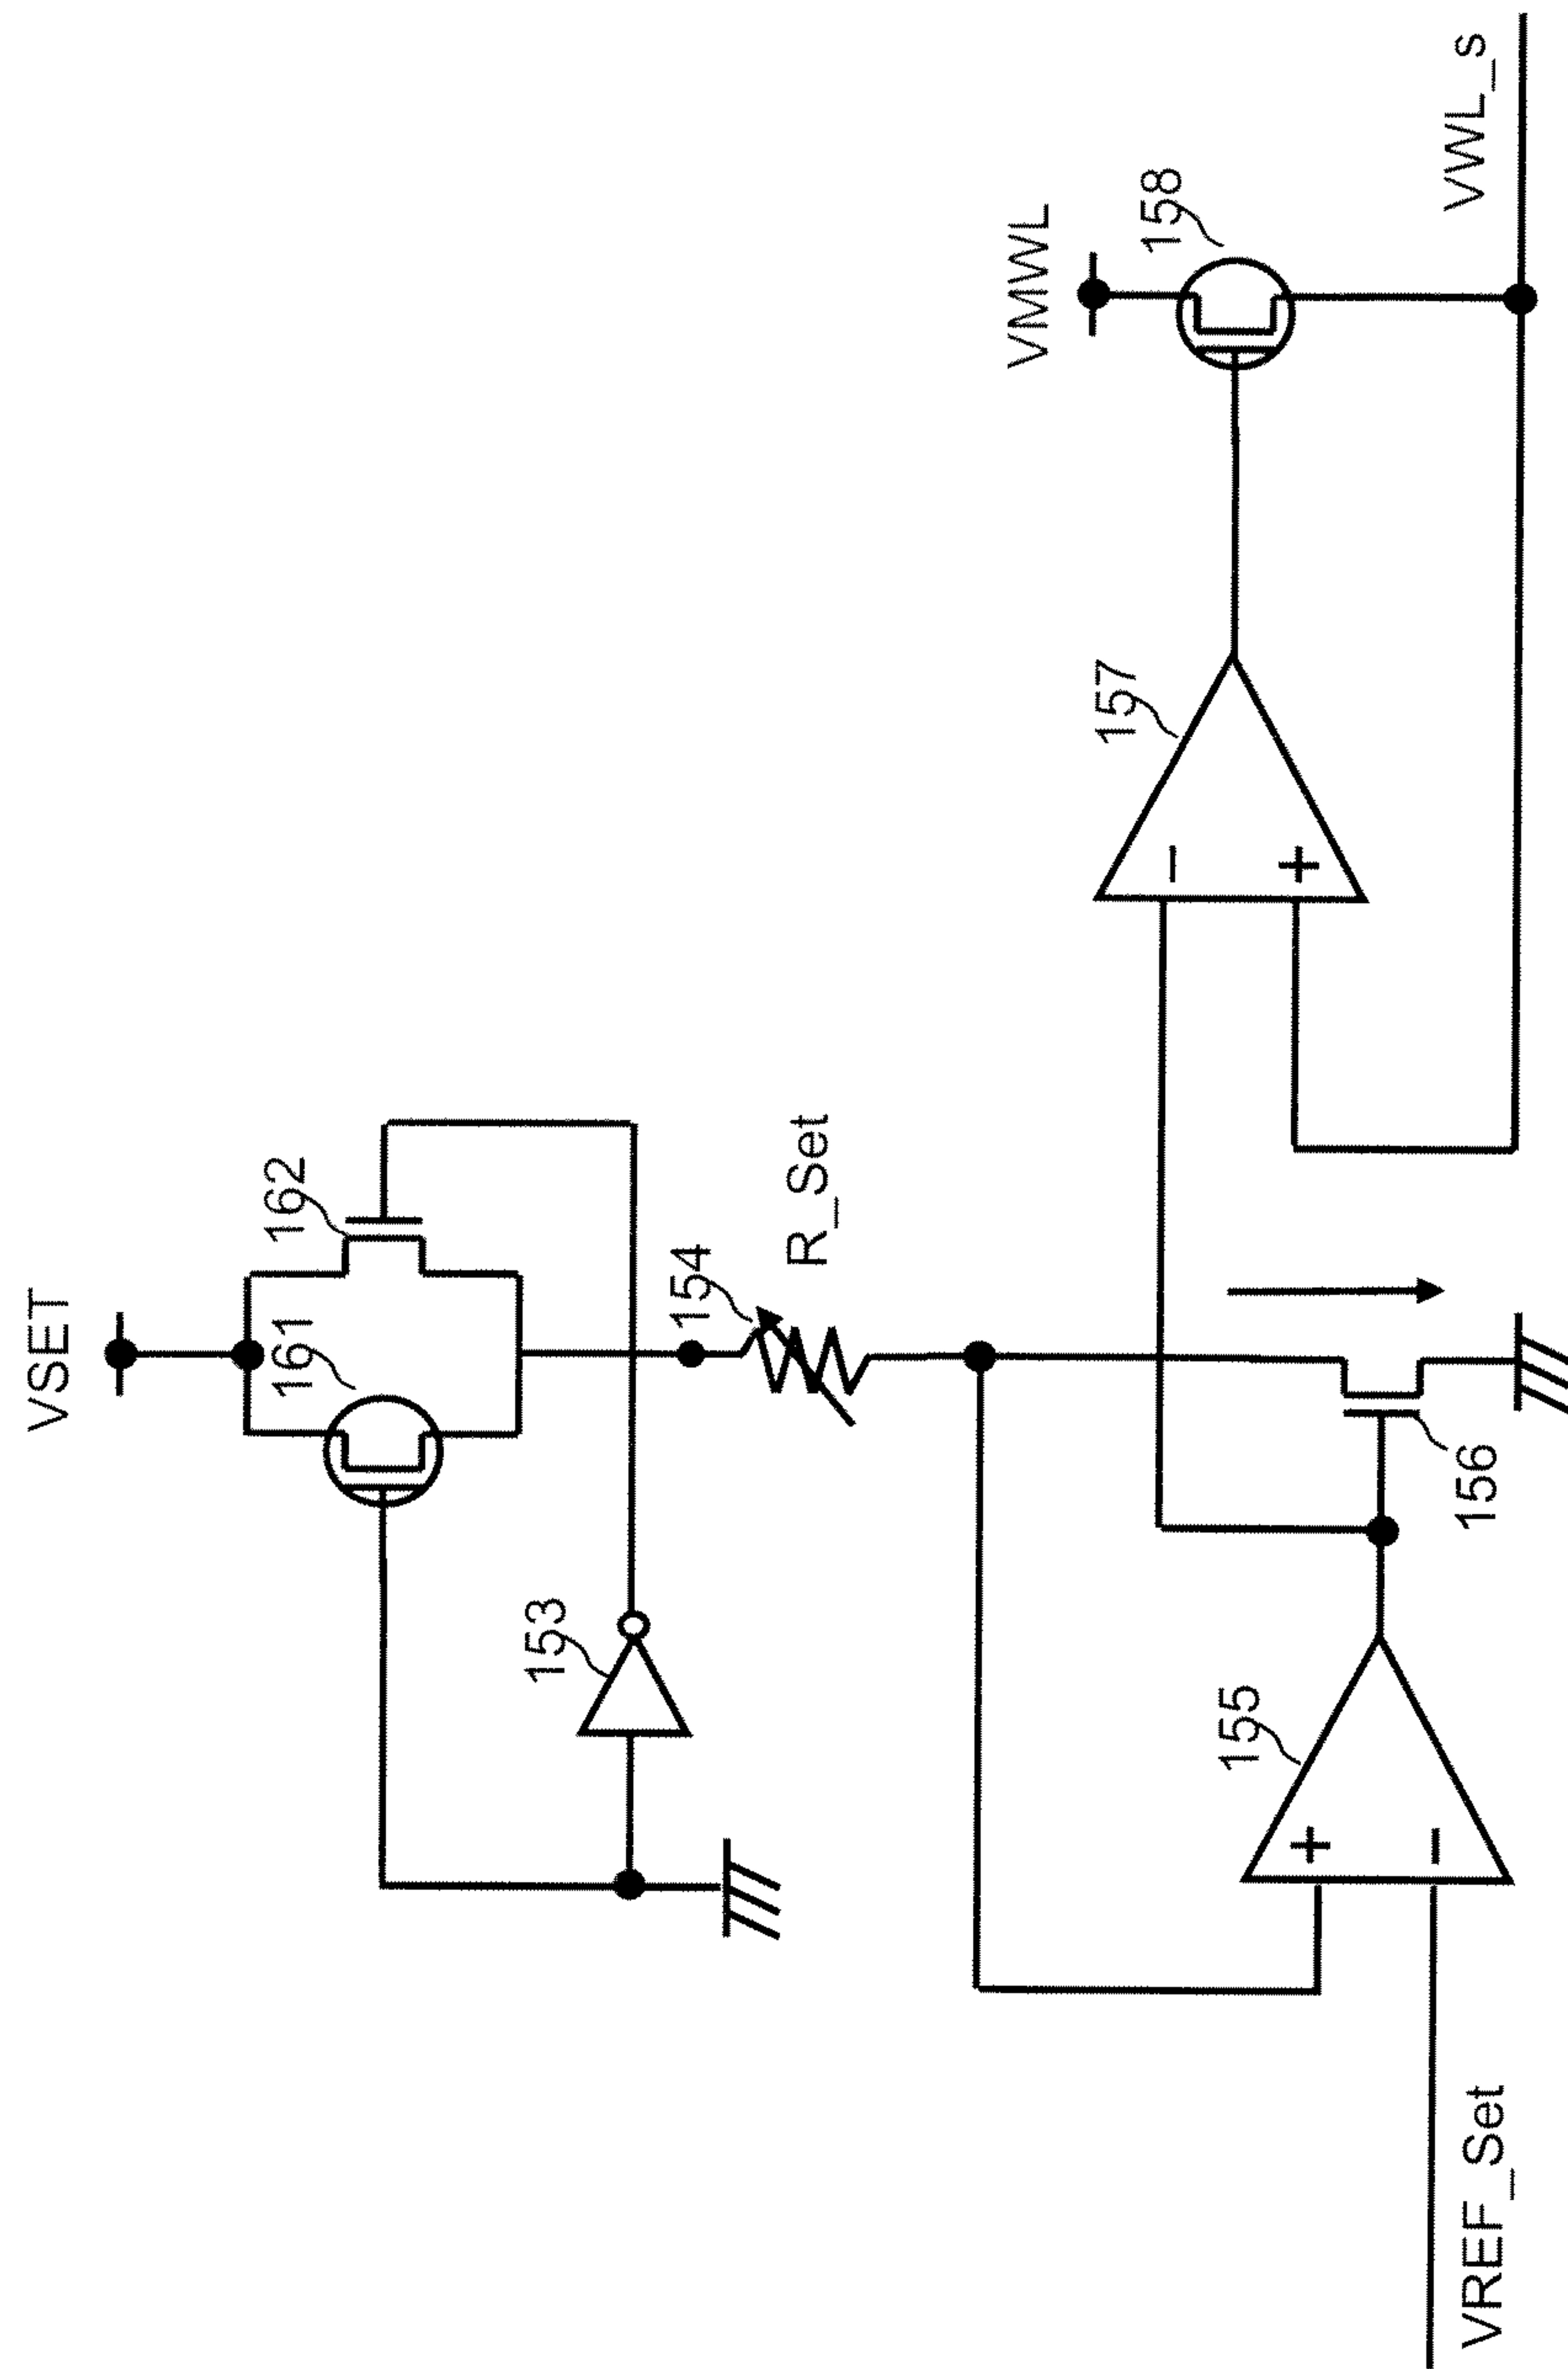 VSET
161
162
153
154
R_Set
VMWL
158
157
VWL_s
155
+
−
−
+
156
VREF_Set